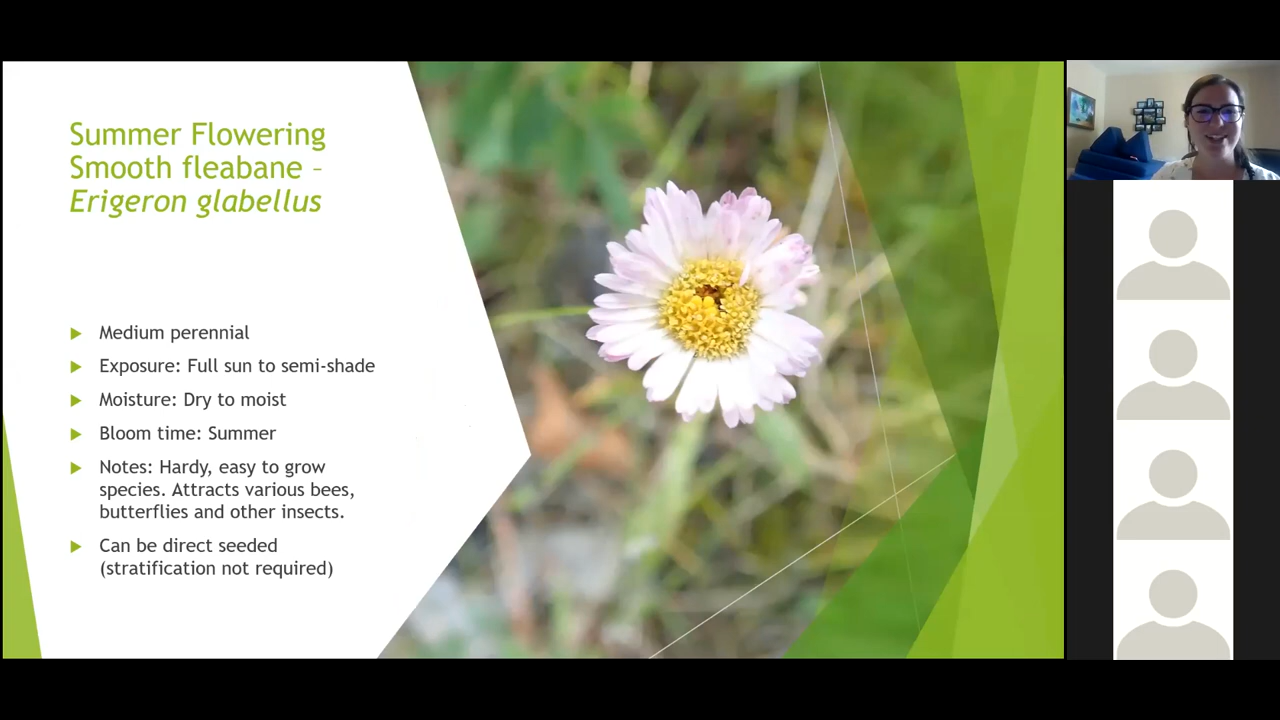 Summer Flowering
Smooth fleabane –
Erigeron glabellus
Medium perennial
Exposure: Full sun to semi-shade
Moisture: Dry to moist
Bloom time: Summer
Notes: Hardy, easy to grow
species. Attracts various bees,
butterflies and other insects.
Can be direct seeded
(stratification not required)